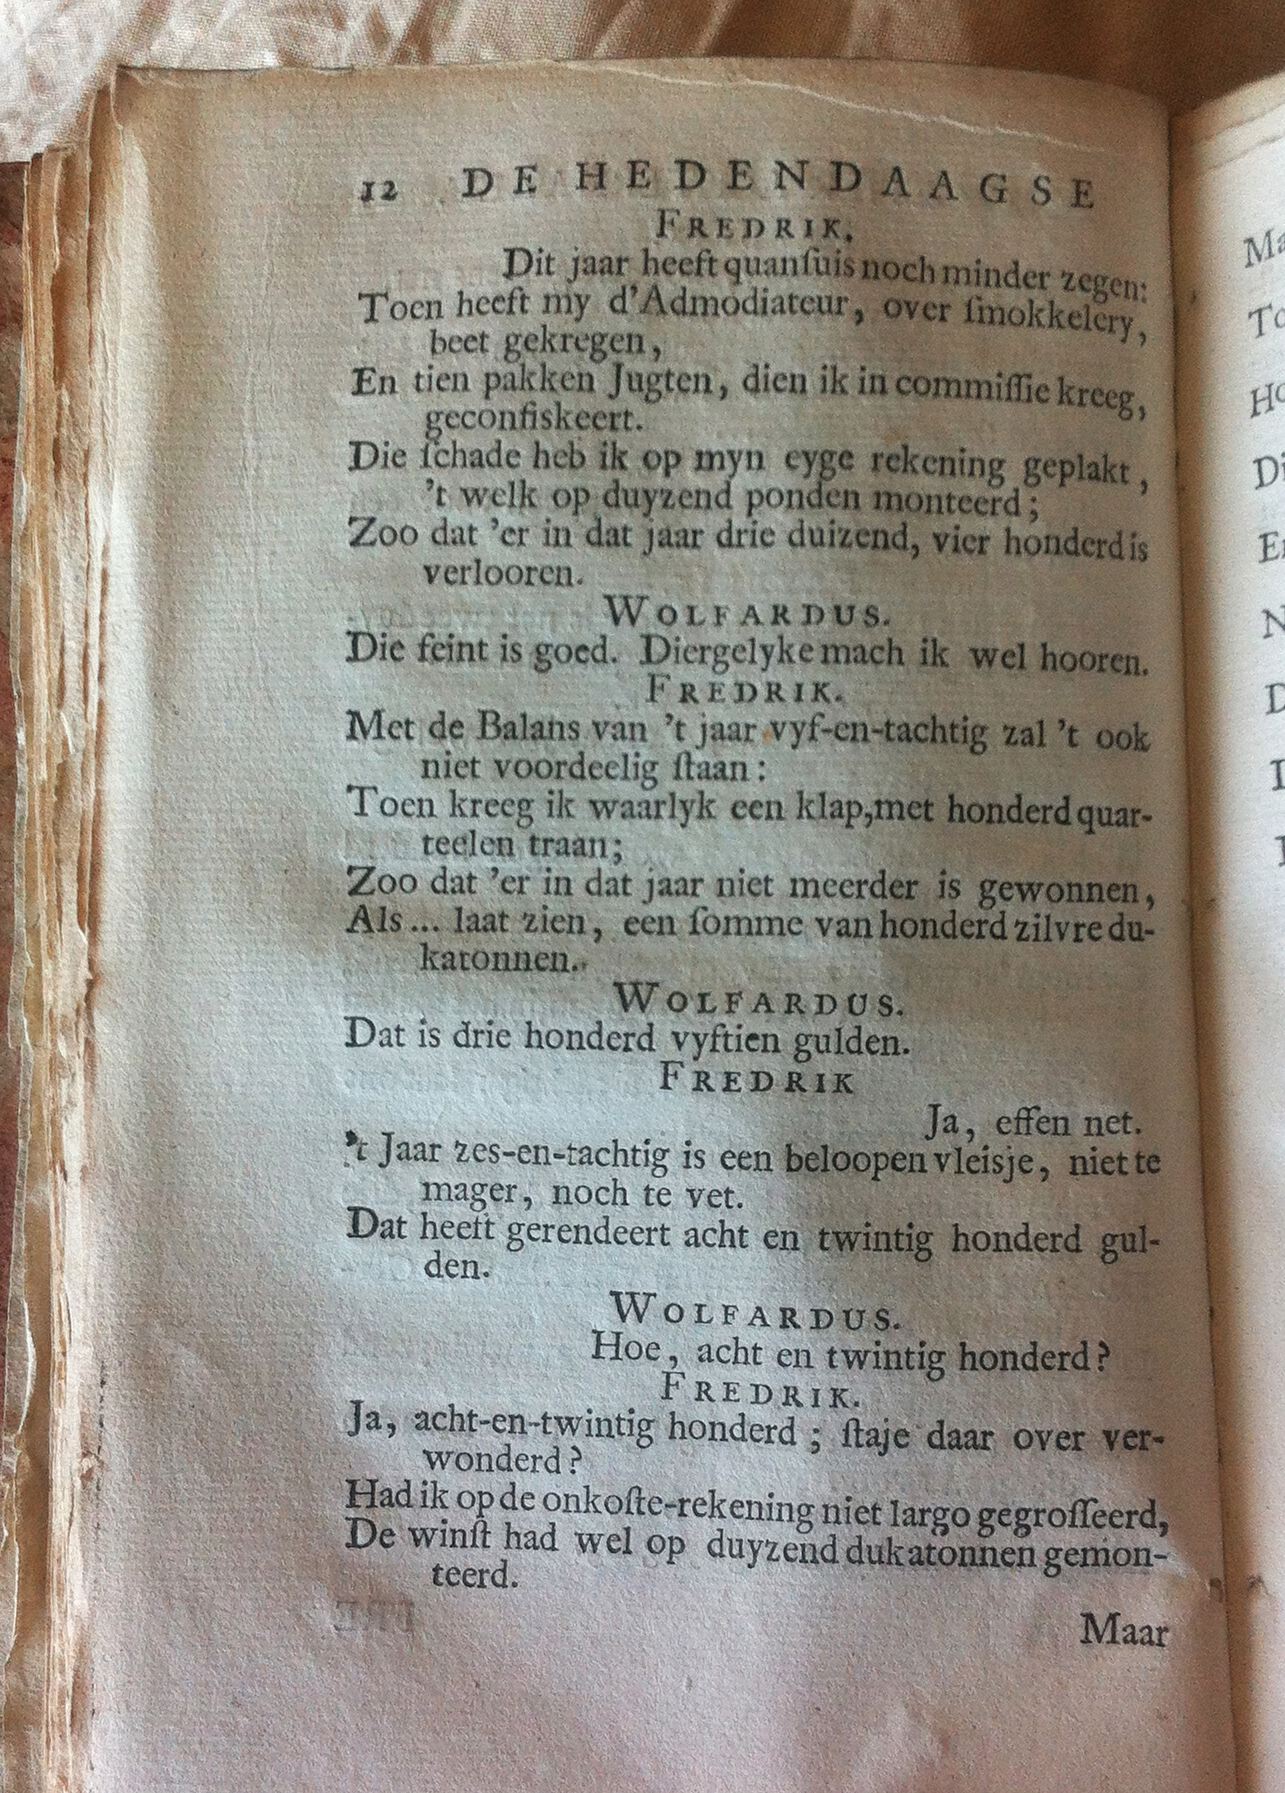 12 DE HEDENDAAGSE
FREDRIK.
Dit jaar heeft quanſuis noch minder zegen:
Toen heeft my d'Admodiateur, over ſmokkelery,
beet gekregen,
En tien pakken Jugten, dien ik in commiſſie kreeg,
geconfiskeert.
Die ſchade heb ik op myn eyge rekening geplakt,
't welk op duyzend ponden monteerd;
Zoo dat 'er in dat jaar drie duizend, vier honderd is
verlooren.
WOLFARDUS.
Die feint is goed. Diergelyke mach ik wel hooren.
FREDRIK.
Met de Balans van 't jaar vyf-en-tachtig zal 't ook
niet voordeelig ſtaan:
Toen kreeg ik waarlyk een klap, met honderd quar-
teelen traan;
Zoo dat 'er in dat jaar niet meerder is gewonnen,
Als ... laat zien, een ſomme van honderd zilvre du-
katonnen.
WOLFARDUS.
Dat is drie honderd vyftien gulden.
FREDRIK
Ja, effen net.
't Jaar zes-en-tachtig is een beloopen vleisje, niet te
mager, noch te vet.
Dat heeft gerendeert acht en twintig honderd gul-
den.
WOLFARDUS.
Hoe, acht en twintig honderd?
FREDRIK.
Ja, acht-en-twintig honderd; ſtaje daar over ver-
wonderd?
Had ik op de onkoſte-rekening niet largo gegroſſeerd,
De winſt had wel op duyzend dukatonnen gemon-
teerd.
Maar
Ma
To
Ho
Di
N
D